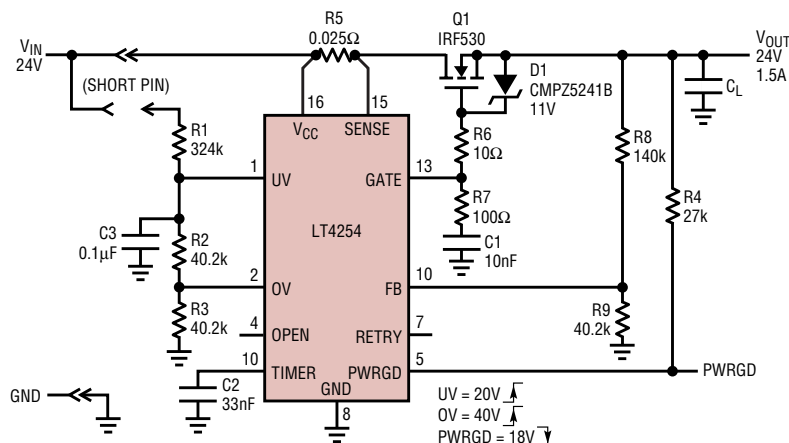 VIN
24V
(SHORT PIN)
R5
0.025Ω
Q1
IRF530
D1
CMPZ5241B
11V
VOUT
24V
1.5A
CL
16
15
VCC
SENSE
R1
324k
R6
10Ω
R8
140k
1
UV
GATE
13
R7
100Ω
R4
27k
C3
0.1µF
R2
40.2k
LT4254
C1
10nF
2
OV
FB
10
R3
40.2k
R9
40.2k
4
OPEN
RETRY
7
10
TIMER
PWRGD
5
PWRGD
GND
8
C2
33nF
GND
UV = 20V
OV = 40V
PWRGD = 18V